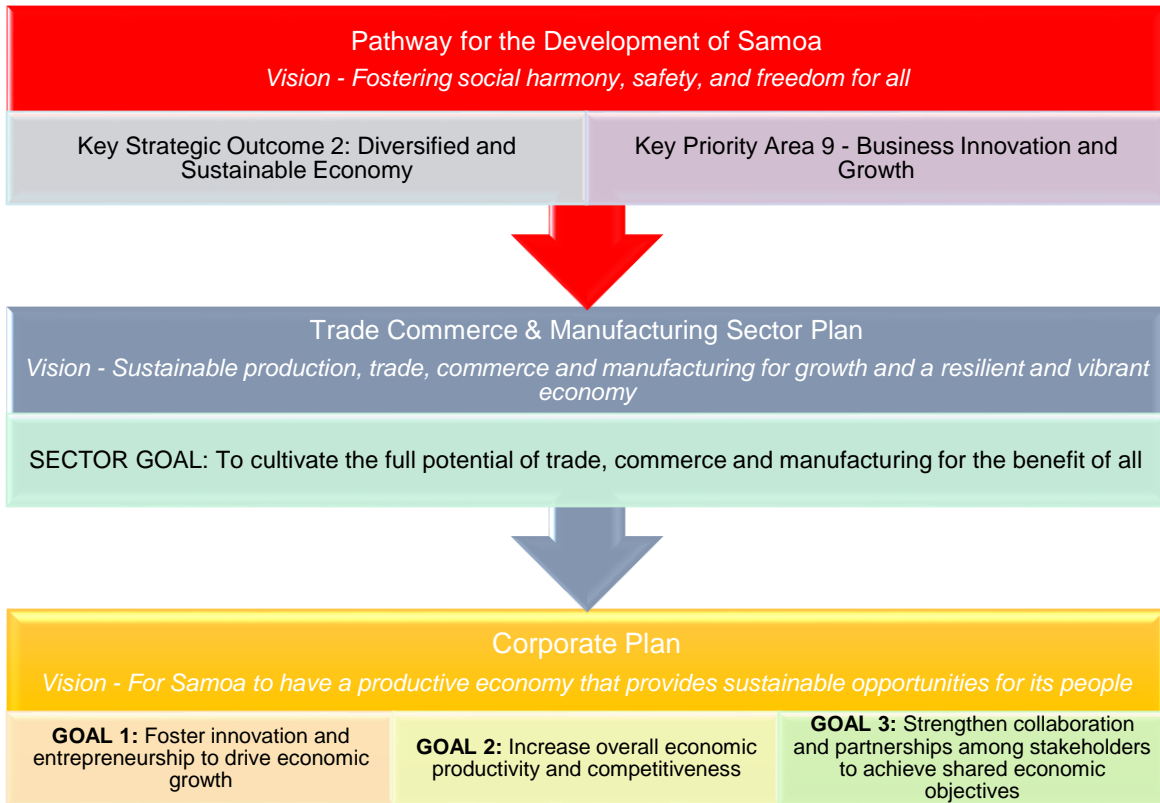 Pathway for the Development of Samoa
Vision - Fostering social harmony, safety, and freedom for all
Key Strategic Outcome 2: Diversified and
Sustainable Economy
Key Priority Area 9 - Business Innovation and
Growth
Trade Commerce & Manufacturing Sector Plan
Vision - Sustainable production, trade, commerce and manufacturing for growth and a resilient and vibrant
economy
SECTOR GOAL: To cultivate the full potential of trade, commerce and manufacturing for the benefit of all
Corporate Plan
Vision - For Samoa to have a productive economy that provides sustainable opportunities for its people
GOAL 1: Foster innovation and
entrepreneurship to drive economic
growth
GOAL 2: Increase overall economic
productivity and competitiveness
GOAL 3: Strengthen collaboration
and partnerships among stakeholders
to achieve shared economic
objectives